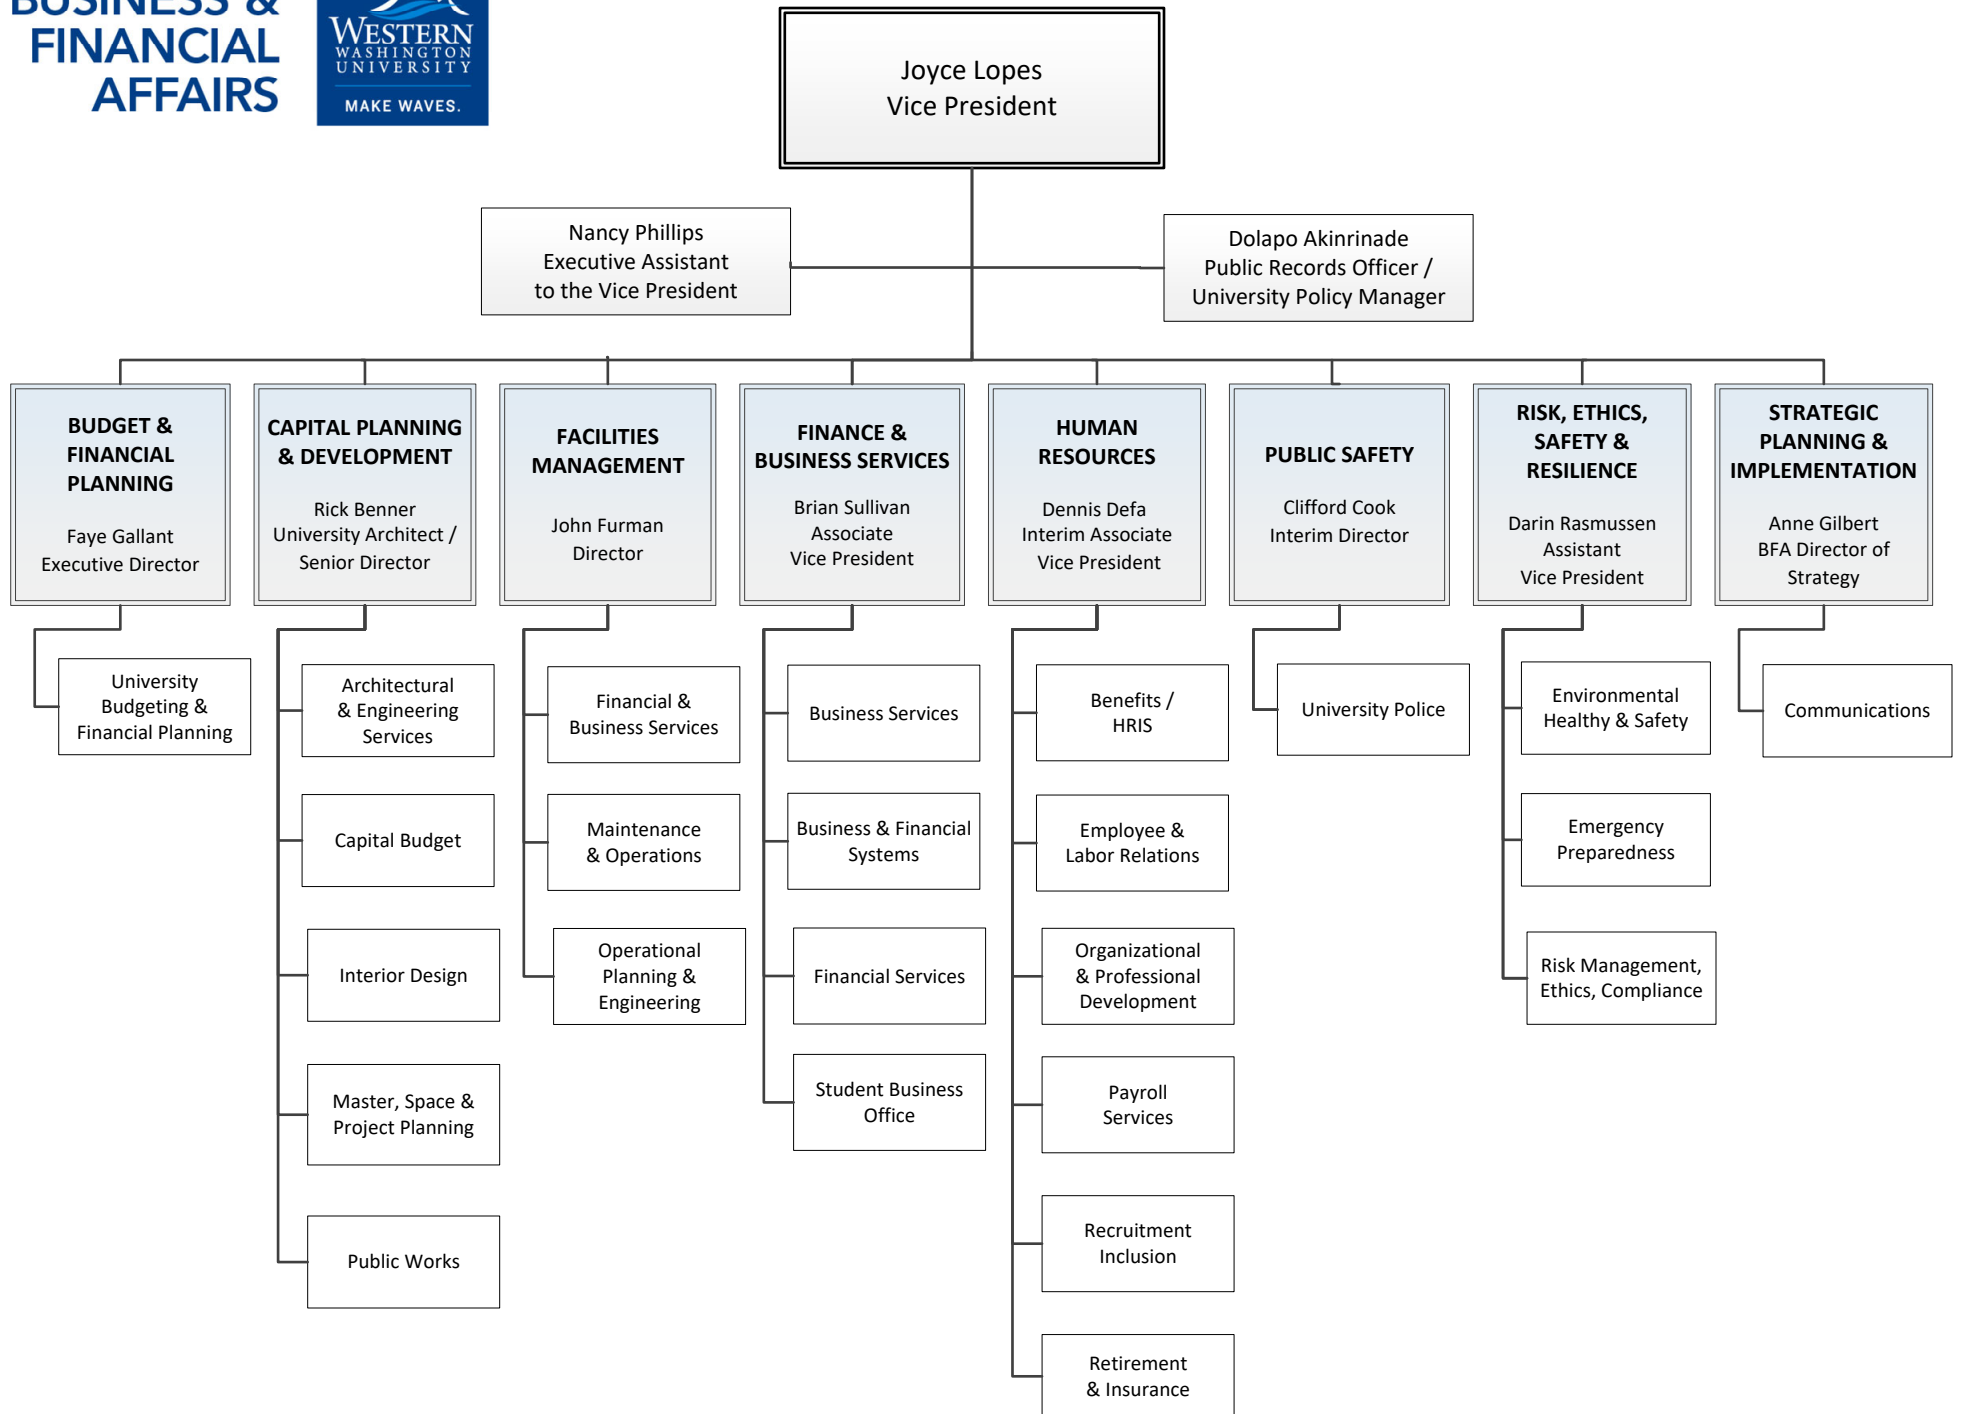 BUSINESS &
FINANCIAL
AFFAIRS
WESTERN
WASHINGTON
UNIVERSITY
MAKE WAVES.
Joyce Lopes
Vice President
Nancy Phillips
Executive Assistant
to the Vice President
Dolapo Akinrinade
Public Records Officer /
University Policy Manager
BUDGET &
FINANCIAL
PLANNING
Faye Gallant
Executive Director
CAPITAL PLANNING
& DEVELOPMENT
Rick Benner
University Architect /
Senior Director
FACILITIES
MANAGEMENT
John Furman
Director
FINANCE &
BUSINESS SERVICES
Brian Sullivan
Associate
Vice President
HUMAN
RESOURCES
Dennis Defa
Interim Associate
Vice President
PUBLIC SAFETY
Clifford Cook
Interim Director
RISK, ETHICS,
SAFETY &
RESILIENCE
Darin Rasmussen
Assistant
Vice President
STRATEGIC
PLANNING &
IMPLEMENTATION
Anne Gilbert
BFA Director of
Strategy
University
Budgeting &
Financial Planning
Architectural
& Engineering
Services
Capital Budget
Interior Design
Master, Space &
Project Planning
Public Works
Financial &
Business Services
Maintenance
& Operations
Operational
Planning &
Engineering
Business Services
Business & Financial
Systems
Financial Services
Student Business
Office
Benefits /
HRIS
Employee &
Labor Relations
Organizational
& Professional
Development
Payroll
Services
Recruitment
Inclusion
Retirement
& Insurance
University Police
Environmental
Healthy & Safety
Emergency
Preparedness
Risk Management,
Ethics, Compliance
Communications